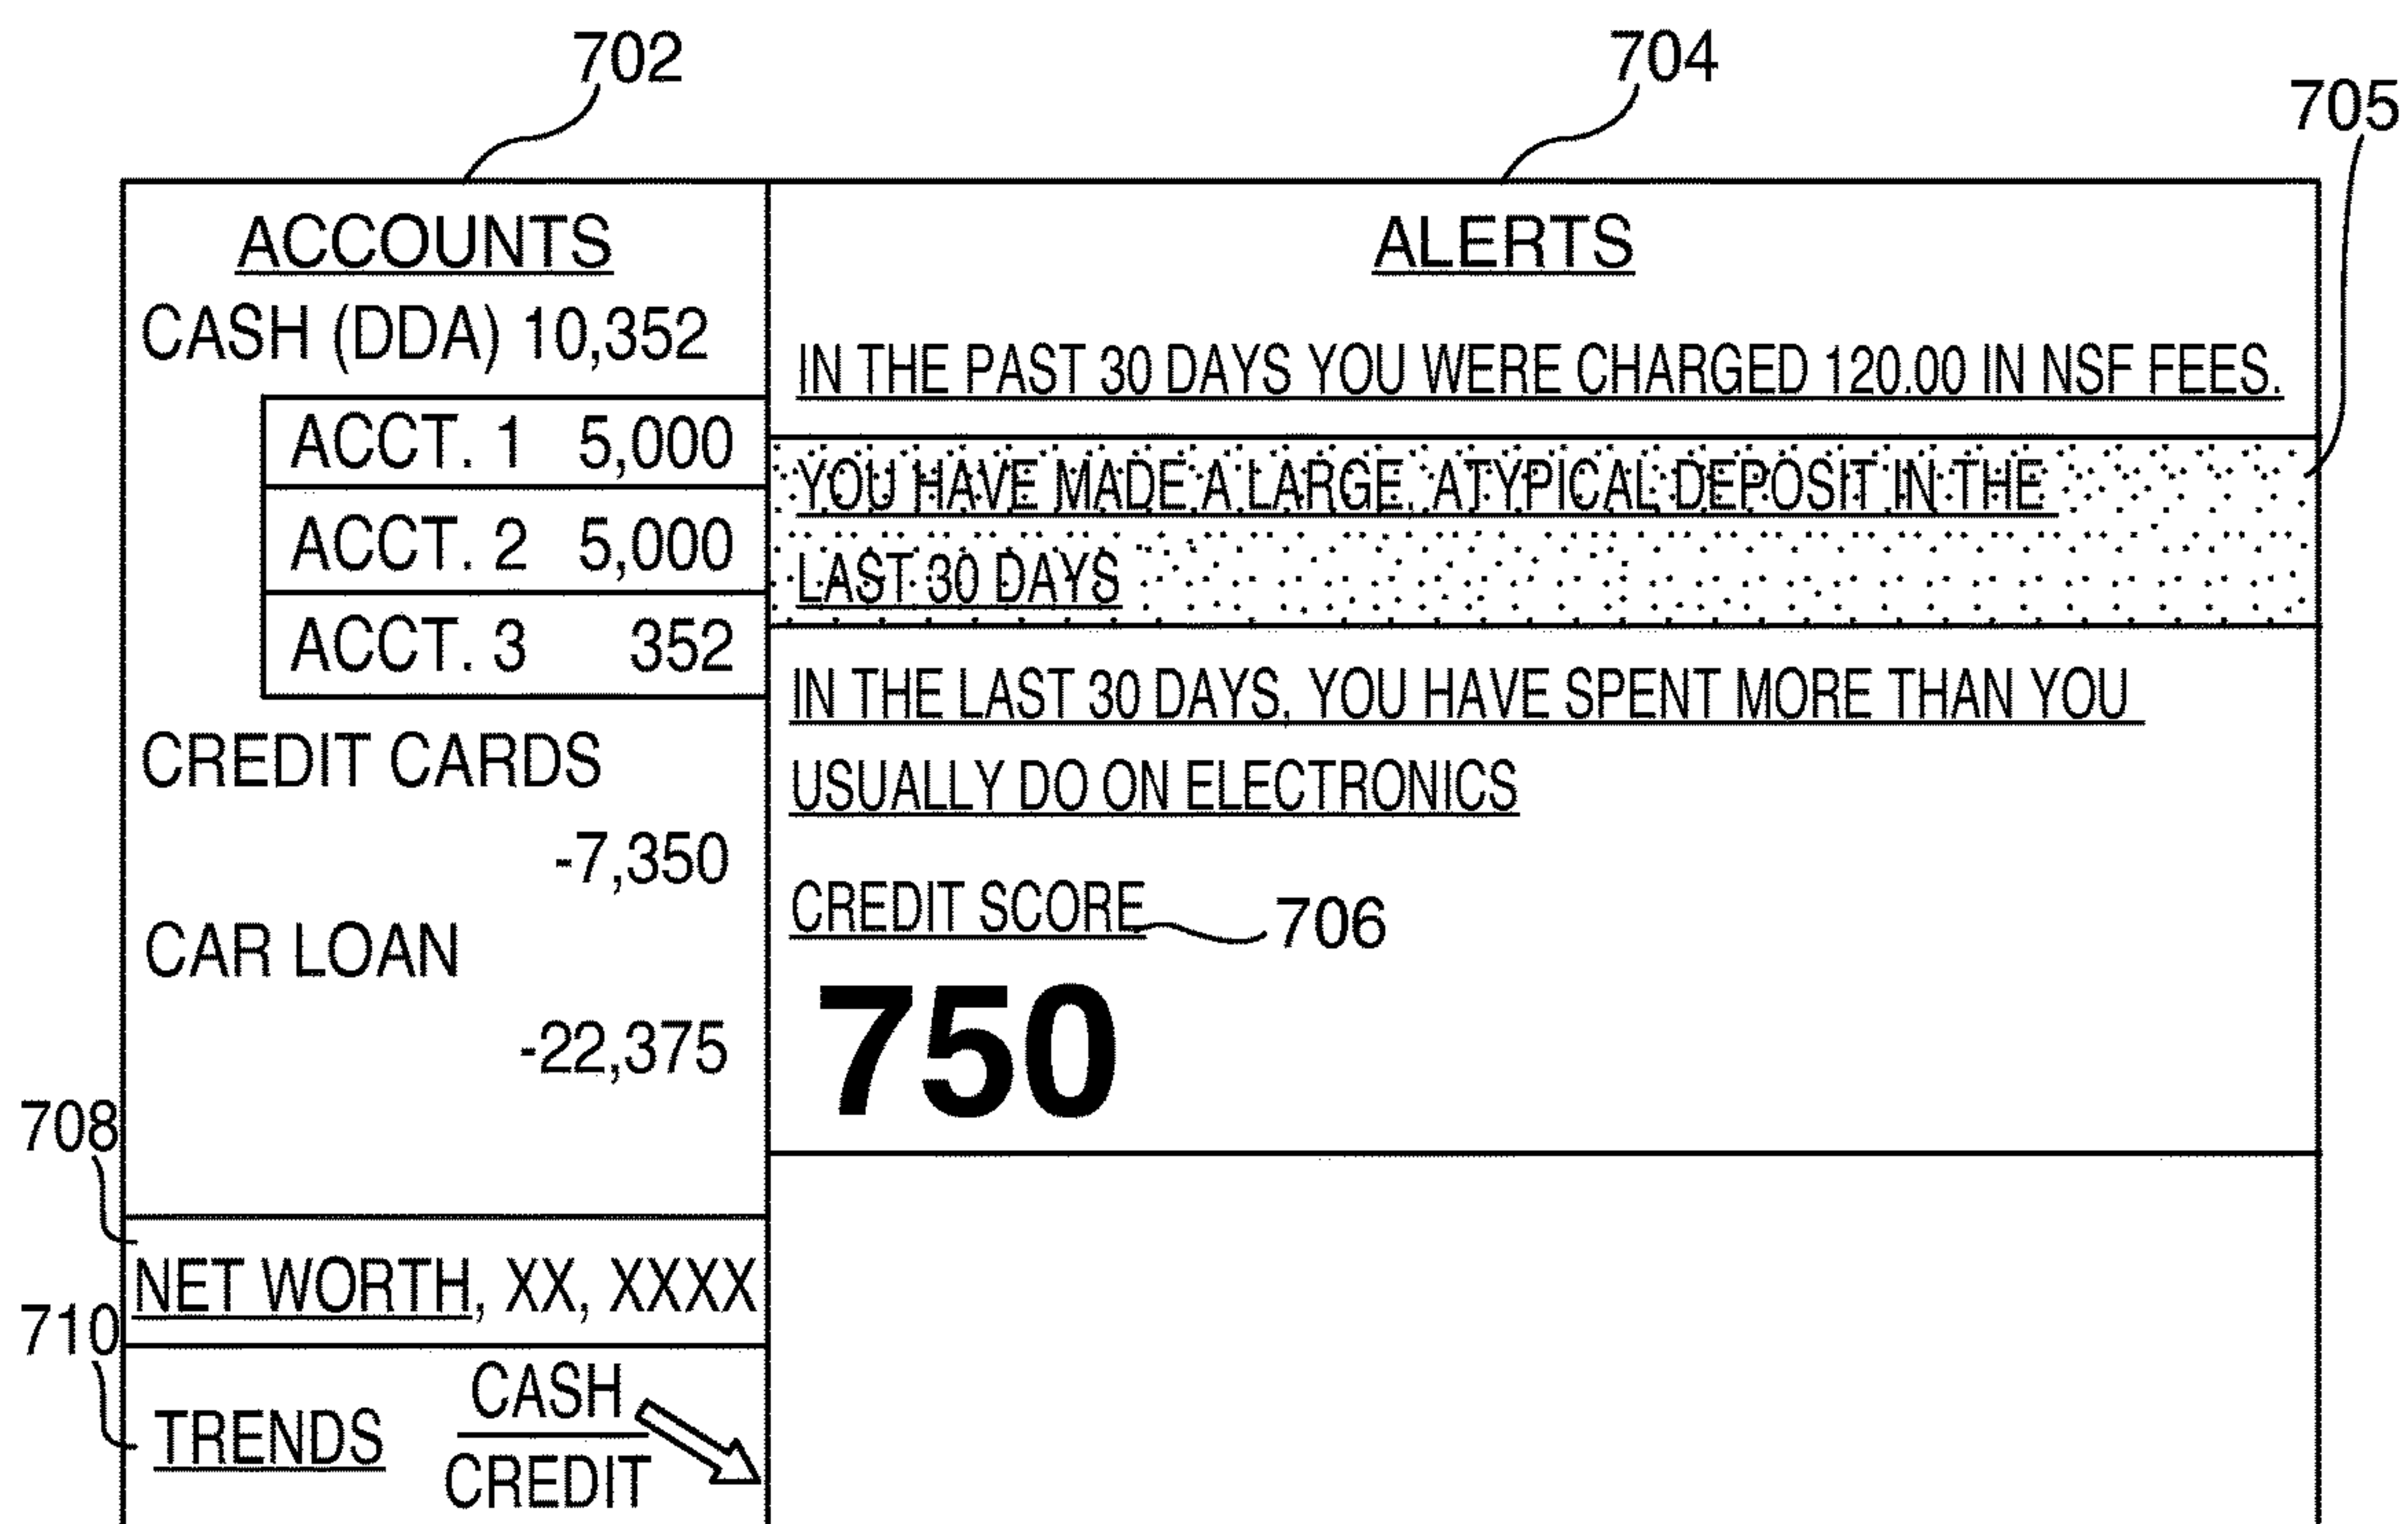 702
704
705
ACCOUNTS
CASH (DDA) 10,352
ACCT. 1 5,000
ACCT. 2 5,000
ACCT. 3 352
CREDIT CARDS
-7,350
CAR LOAN
-22,375
708
NET WORTH, XX, XXXX
710
TRENDS
CASH
CREDIT
ALERTS
IN THE PAST 30 DAYS YOU WERE CHARGED 120.00 IN NSF FEES.
YOU HAVE MADE A LARGE, ATYPICAL DEPOSIT IN THE
LAST 30 DAYS
IN THE LAST 30 DAYS, YOU HAVE SPENT MORE THAN YOU
USUALLY DO ON ELECTRONICS
CREDIT SCORE 706
750